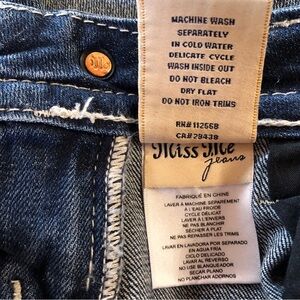 MACHINE WASH
SEPARATELY
IN COLD WATER
DELICATE CYCLE
WASH INSIDE OUT
DO NOT BLEACH
DRY FLAT
DO NOT IRON TRIMS
RN# 112558
CA# 29439
Miss Me
jeans
FABRIQUÉ EN CHINE
LAVER À MACHINE SÉPAREMENT
À L'EAU FROIDE
CYCLE DÉLICAT
LAVER À L'ENVERS
NE PAS BLANCHIR
SÉCHER À PLAT
NE PAS REPASSER LES TRIMS
LAVAR EN LAVADORA POR SEPARADO
EN AGUA FRÍA
CICLO DELICADO
LAVAR AL REVERSO
NO USE BLANQUEADOR
SECAR PLANO
NO PLANCHAR ADORNOS